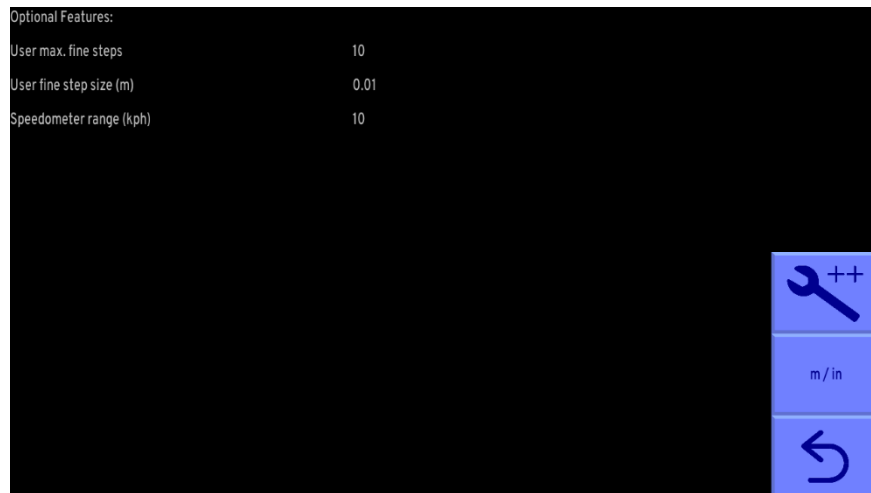 Optional Features:
User max. fine steps 10
User fine step size (m) 0.01
Speedometer range (kph) 10
++
m / in